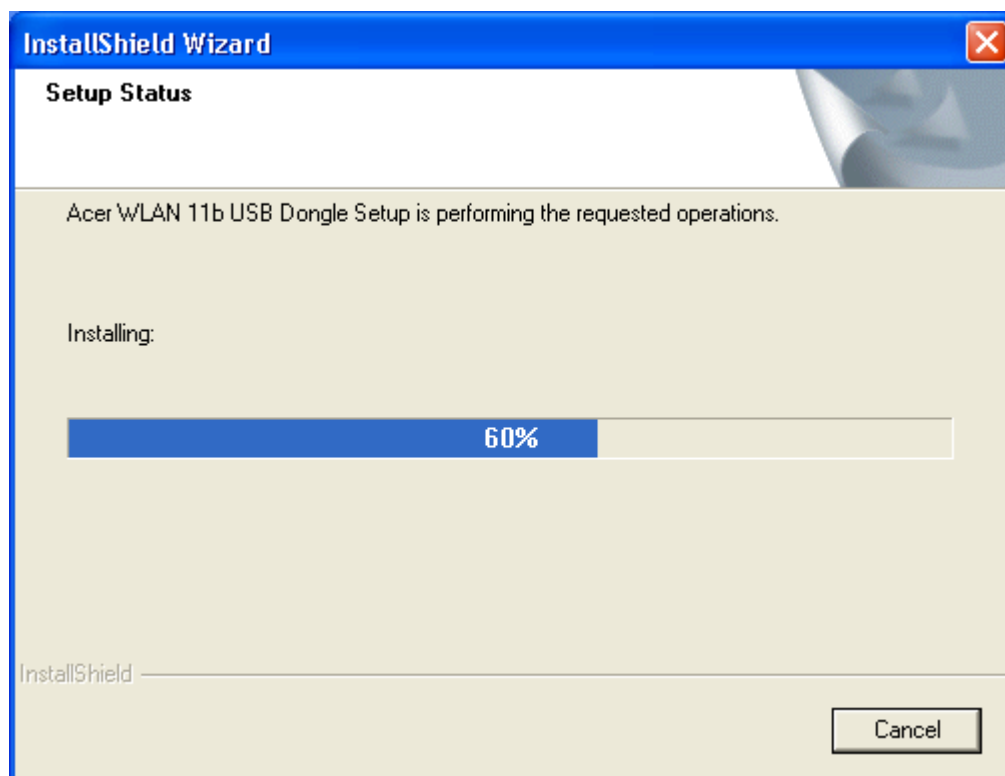 InstallShield Wizard
Setup Status
Acer WLAN 11b USB Dongle Setup is performing the requested operations.
Installing:
60%
InstallShield
Cancel